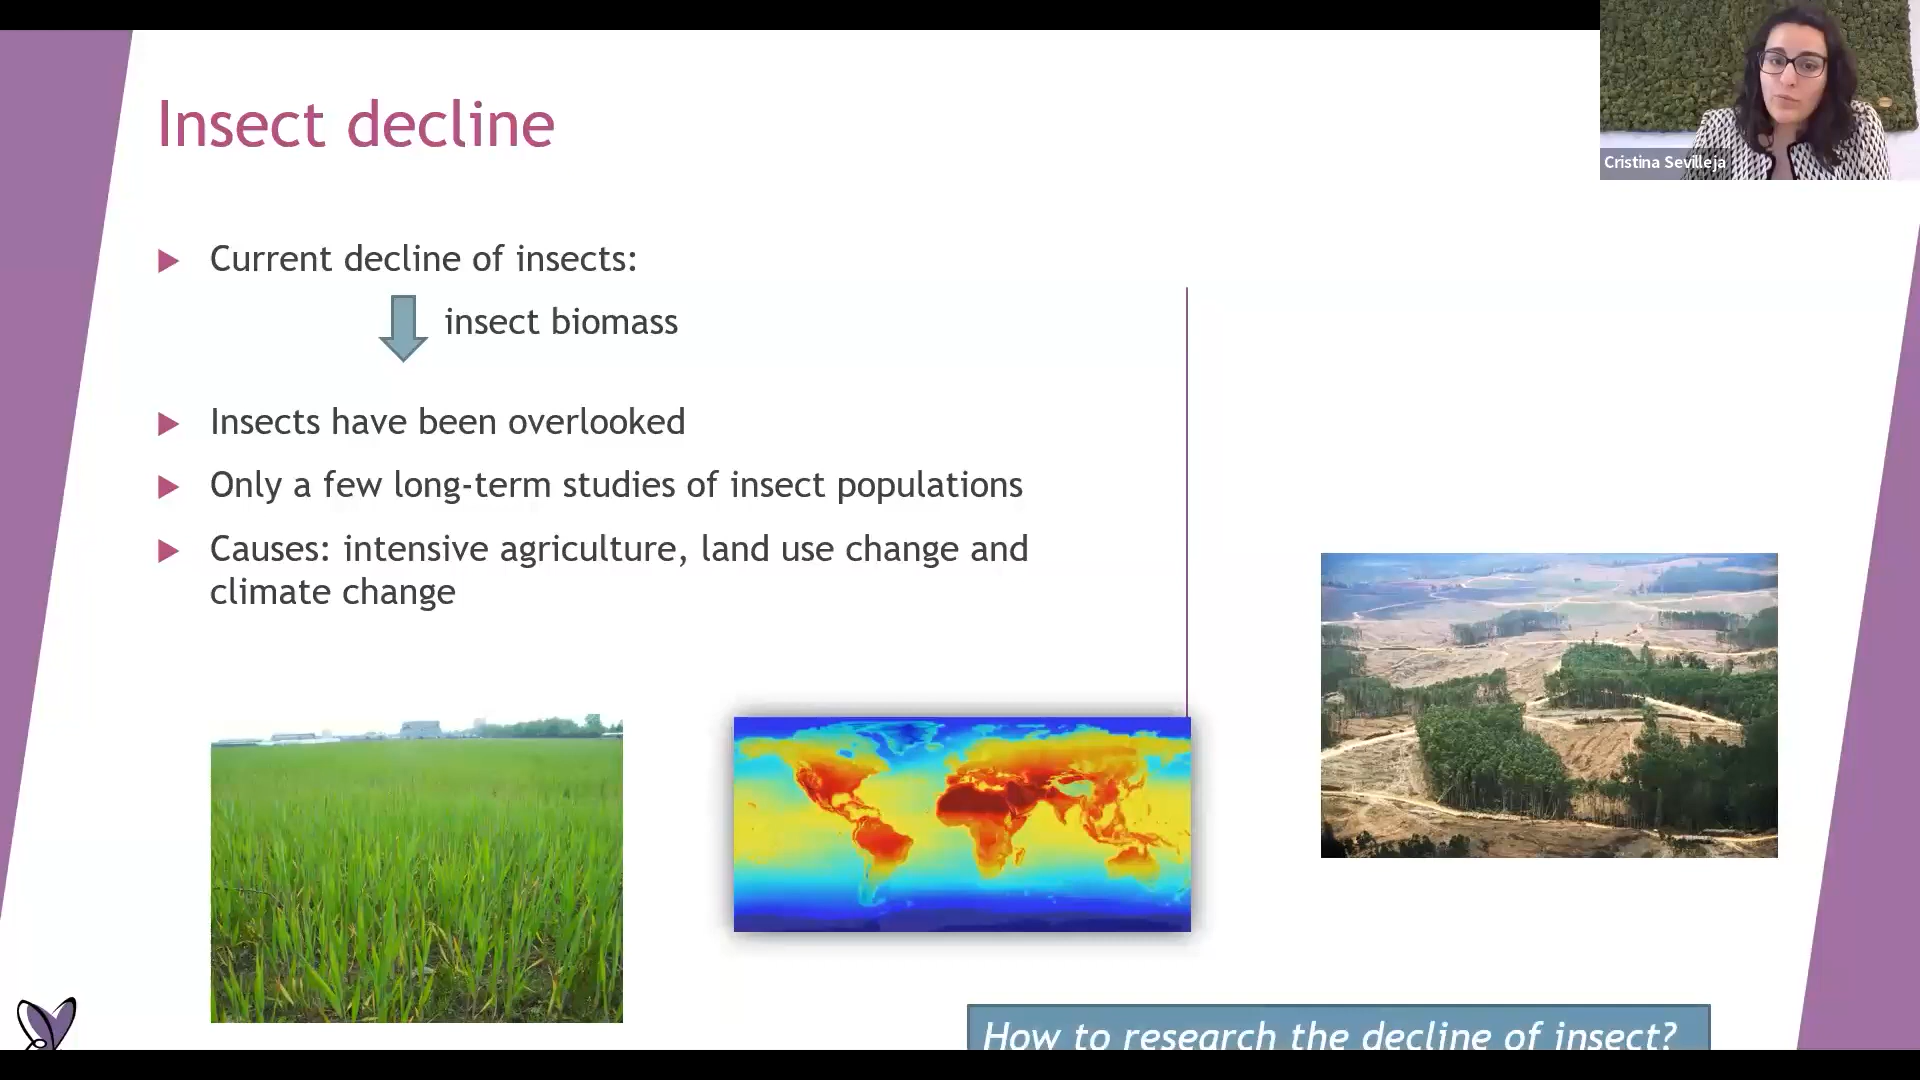 Insect decline
Cristina Sevilleja
Current decline of insects:
insect biomass
Insects have been overlooked
Only a few long-term studies of insect populations
Causes: intensive agriculture, land use change and
climate change
How to research the decline of insect?